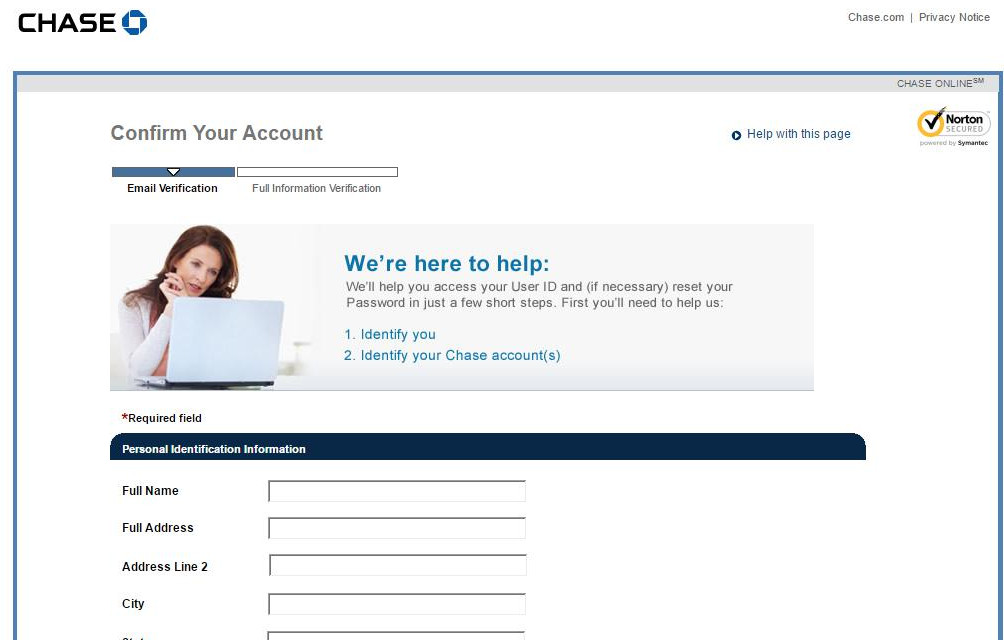 CHASE
Chase.com | Privacy Notice
CHASE ONLINE℠
Confirm Your Account
Help with this page
Norton
SECURED
powered by Symantec
Email Verification
Full Information Verification
We’re here to help:
We’ll help you access your User ID and (if necessary) reset your
Password in just a few short steps. First you’ll need to help us:
1. Identify you
2. Identify your Chase account(s)
*Required field
Personal Identification Information
Full Name
Full Address
Address Line 2
City